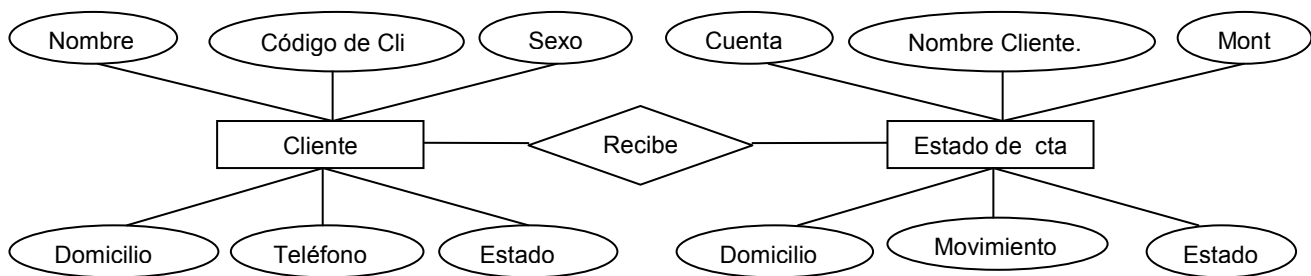 Nombre
Código de Cli
Sexo
Cuenta
Nombre Cliente.
Mont
Cliente
Recibe
Estado de cta
Domicilio
Teléfono
Estado
Domicilio
Movimiento
Estado